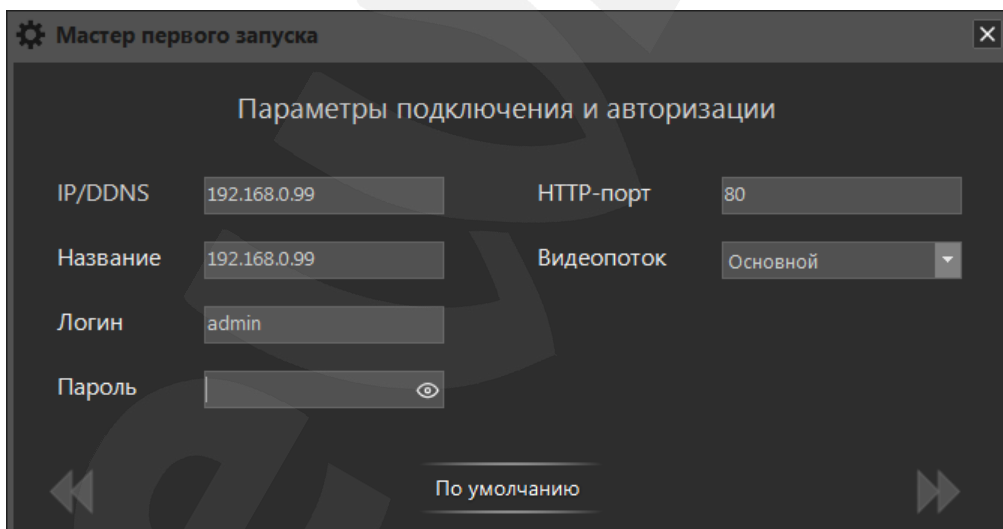 Мастер первого запуска
Параметры подключения и авторизации
IP/DDNS 192.168.0.99 HTTP-порт 80
Название 192.168.0.99 Видеопоток Основной
Логин admin
Пароль
По умолчанию